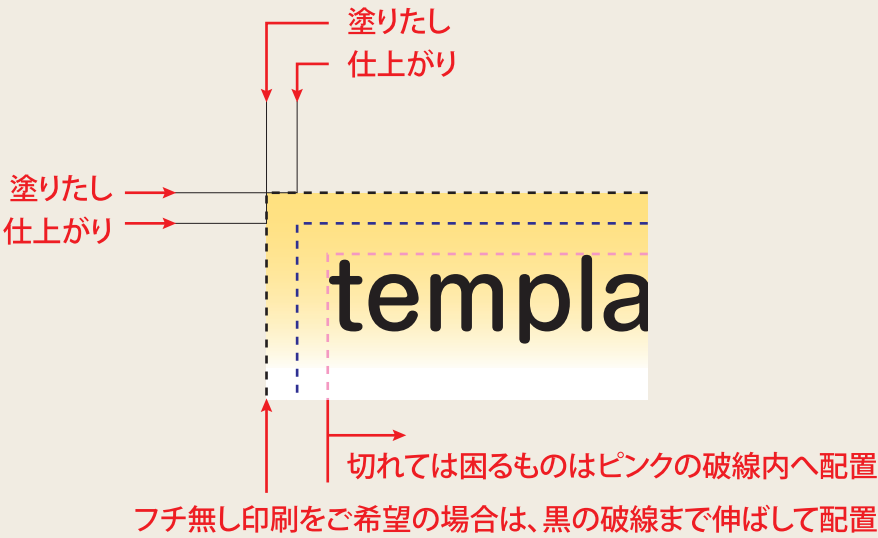 塗りたし
仕上がり
塗りたし
仕上がり
templa
切れては困るものはピンクの破線内へ配置
フチ無し印刷をご希望の場合は、黒の破線まで伸ばして配置